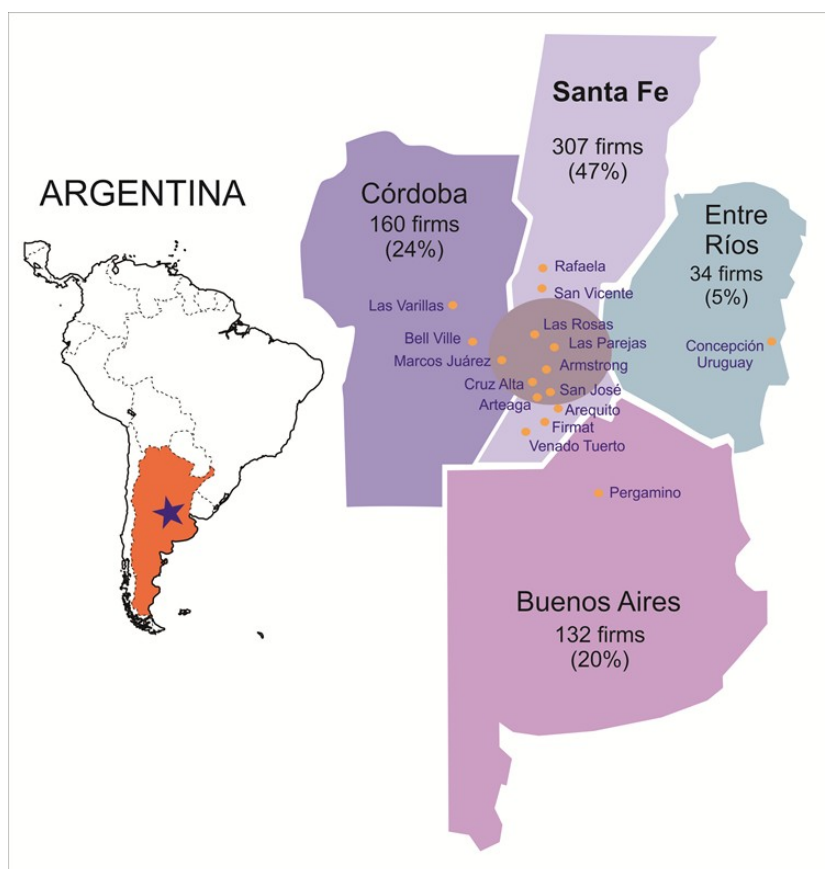 ARGENTINA
Santa Fe
307 firms
(47%)
Córdoba
160 firms
(24%)
Entre
Ríos
34 firms
(5%)
Rafaela
San Vicente
Las Varillas
Las Rosas
Bell Ville
Las Parejas
Concepción
Uruguay
Marcos Juárez
Armstrong
Cruz Alta
San José
Arteaga
Arequito
Firmat
Venado Tuerto
Pergamino
Buenos Aires
132 firms
(20%)